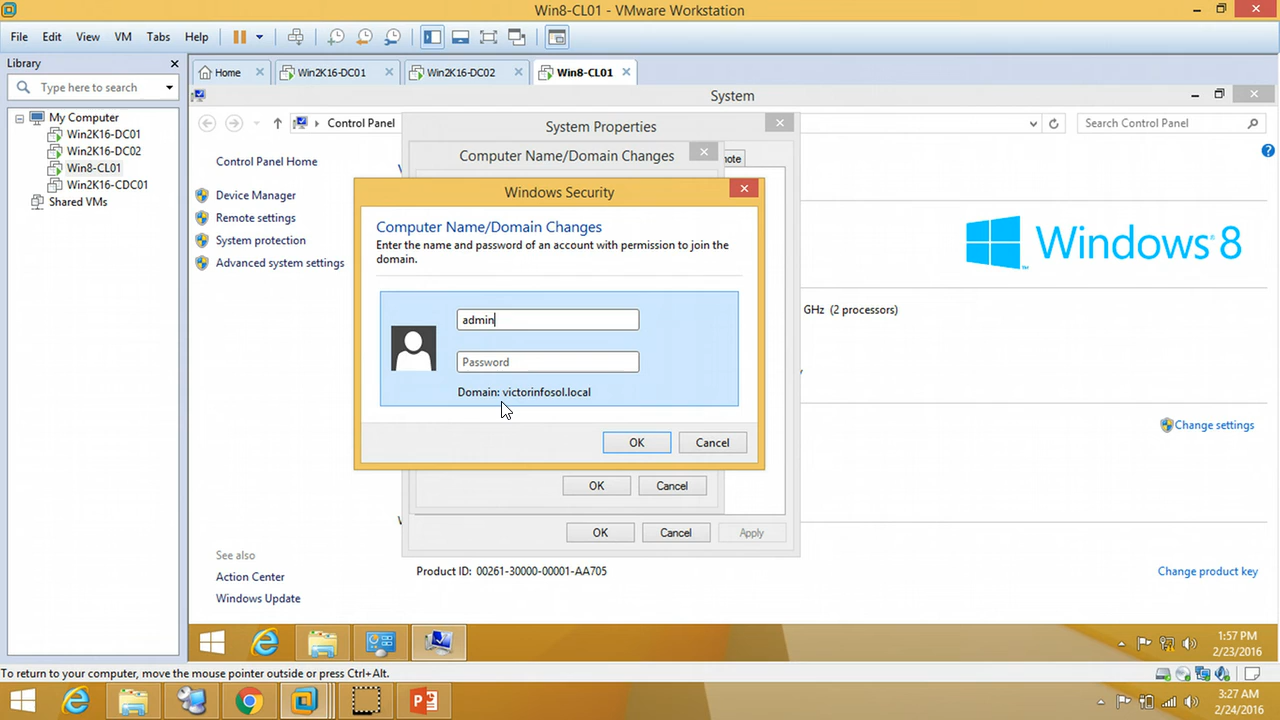 Win8-CL01 - VMware Workstation
File Edit View VM Tabs Help
Library
Type here to search
My Computer
Win2K16-DC01
Win2K16-DC02
Win8-CL01
Win2K16-CDC01
Shared VMs
Home
Win2K16-DC01
Win2K16-DC02
Win8-CL01
System
Control Panel
Search Control Panel
Control Panel Home
Device Manager
Remote settings
System protection
Advanced system settings
See also
Action Center
Windows Update
System Properties
Computer Name/Domain Changes
Windows Security
Computer Name/Domain Changes
Enter the name and password of an account with permission to join the
domain.
admin
Password
Domain: victorinfosol.local
OK Cancel
OK Cancel
OK Cancel Apply
Windows 8
GHz (2 processors)
Change settings
Product ID: 00261-30000-00001-AA705
Change product key
1:57 PM
2/23/2016
To return to your computer, move the mouse pointer outside or press Ctrl+Alt.
3:27 AM
2/24/2016